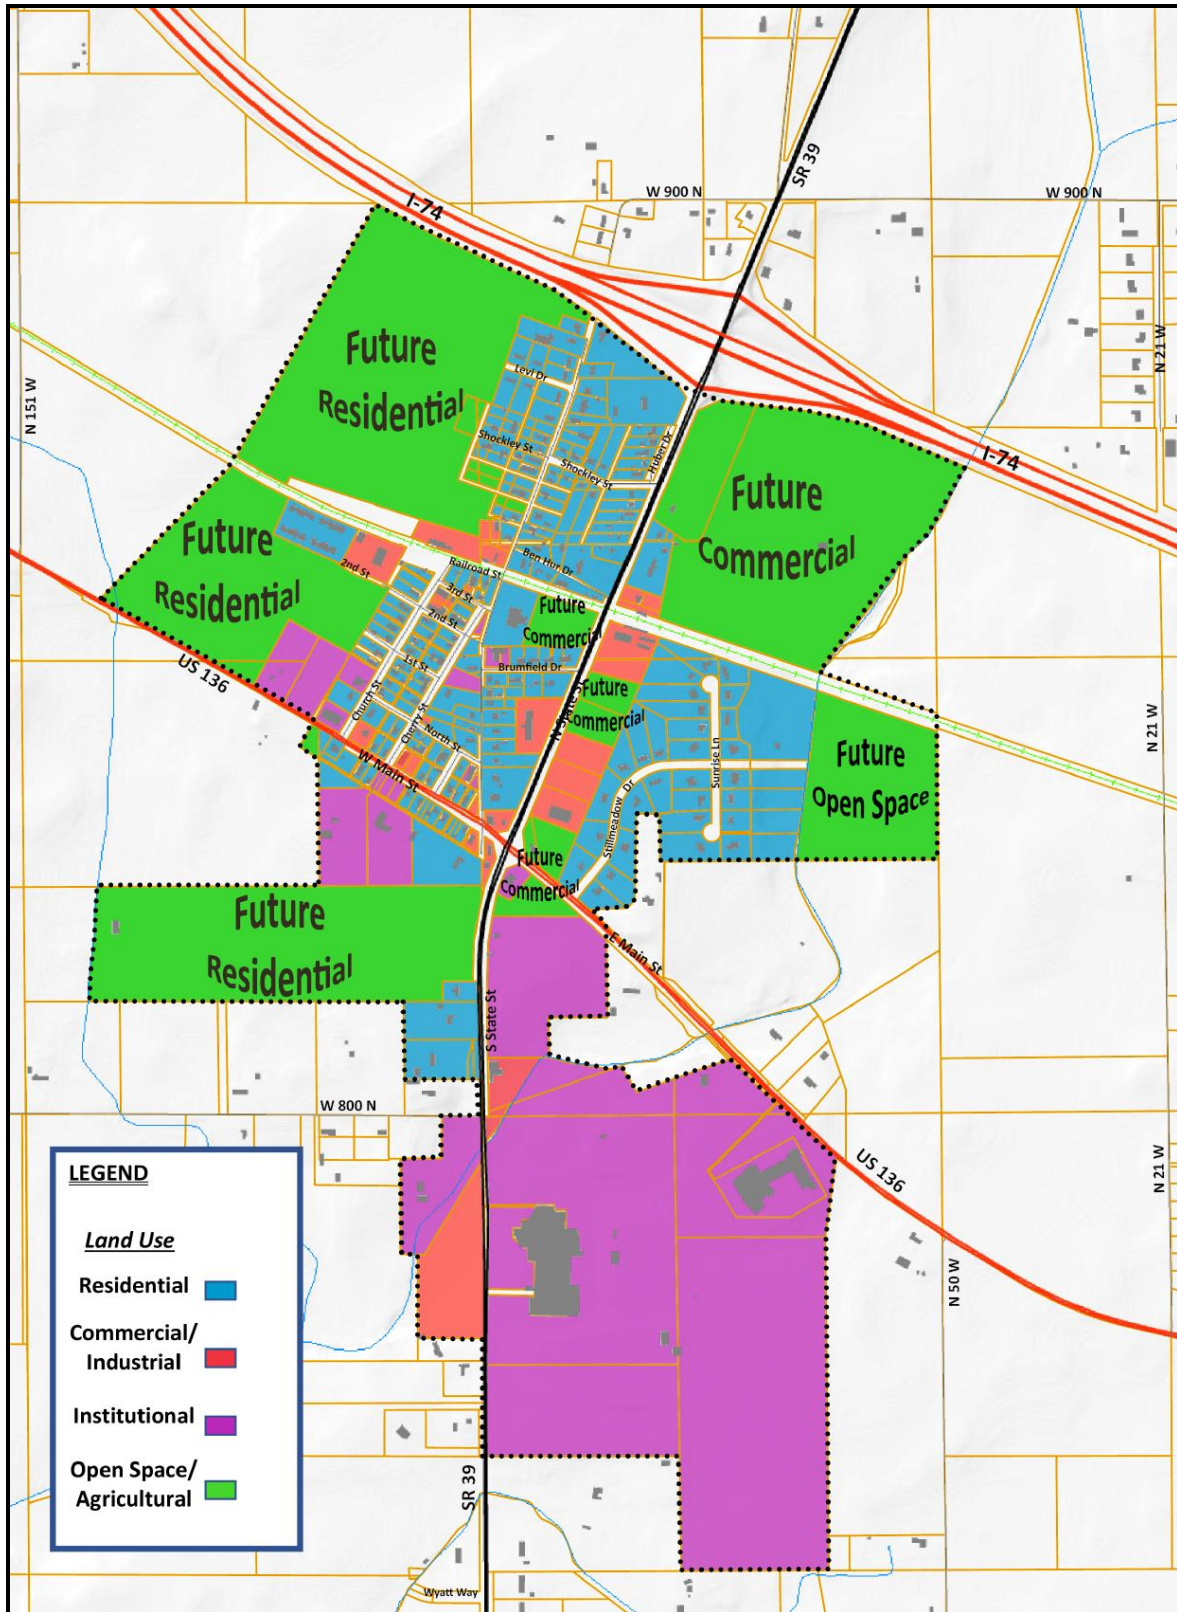 SR 39
W 900 N
W 900 N
I-74
N 21 W
Future
Residential
Levi Dr
N 151 W
Shockley St
Shockley St
Huber Dr
I-74
Future
Commercial
Future
Residential
Ben Hur Dr
Railroad St
2nd St
3rd St
2nd St
Future
Commercial
1st St
Brumfield Dr
US 136
Church St
Cherry St
North St
N State St
Future
Commercial
Sunrise Ln
N 21 W
Future
Open Space
W Main St
Stillmeadow Dr
Future
Commercial
Future
Residential
E Main St
S State St
W 800 N
US 136
N 21 W
N 50 W
LEGEND
Land Use
Residential
Commercial/
Industrial
Institutional
Open Space/
Agricultural
SR 39
Wyatt Way